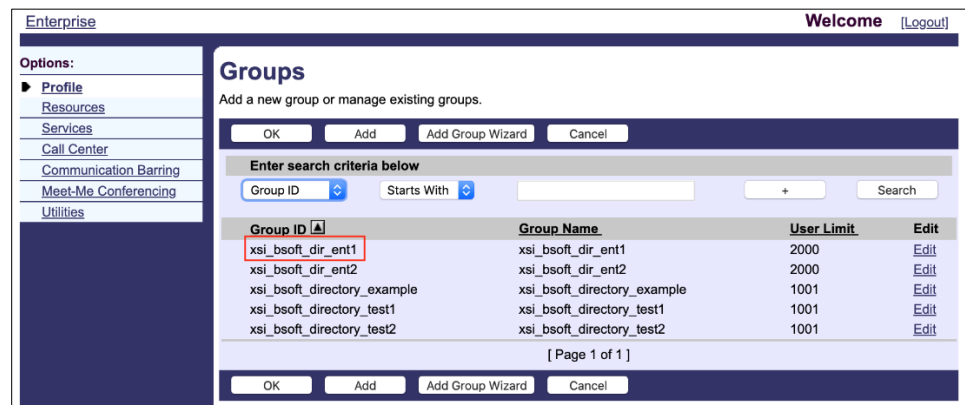 Enterprise Welcome [Logout]
Options:
Profile
Resources
Services
Call Center
Communication Barring
Meet-Me Conferencing
Utilities
Groups
Add a new group or manage existing groups.
OK Add Add Group Wizard Cancel
Enter search criteria below
Group ID Starts With + Search
Group ID Group Name User Limit Edit
xsi_bsoft_dir_ent1 xsi_bsoft_dir_ent1 2000 Edit
xsi_bsoft_dir_ent2 xsi_bsoft_dir_ent2 2000 Edit
xsi_bsoft_directory_example xsi_bsoft_directory_example 1001 Edit
xsi_bsoft_directory_test1 xsi_bsoft_directory_test1 1001 Edit
xsi_bsoft_directory_test2 xsi_bsoft_directory_test2 1001 Edit
[ Page 1 of 1 ]
OK Add Add Group Wizard Cancel